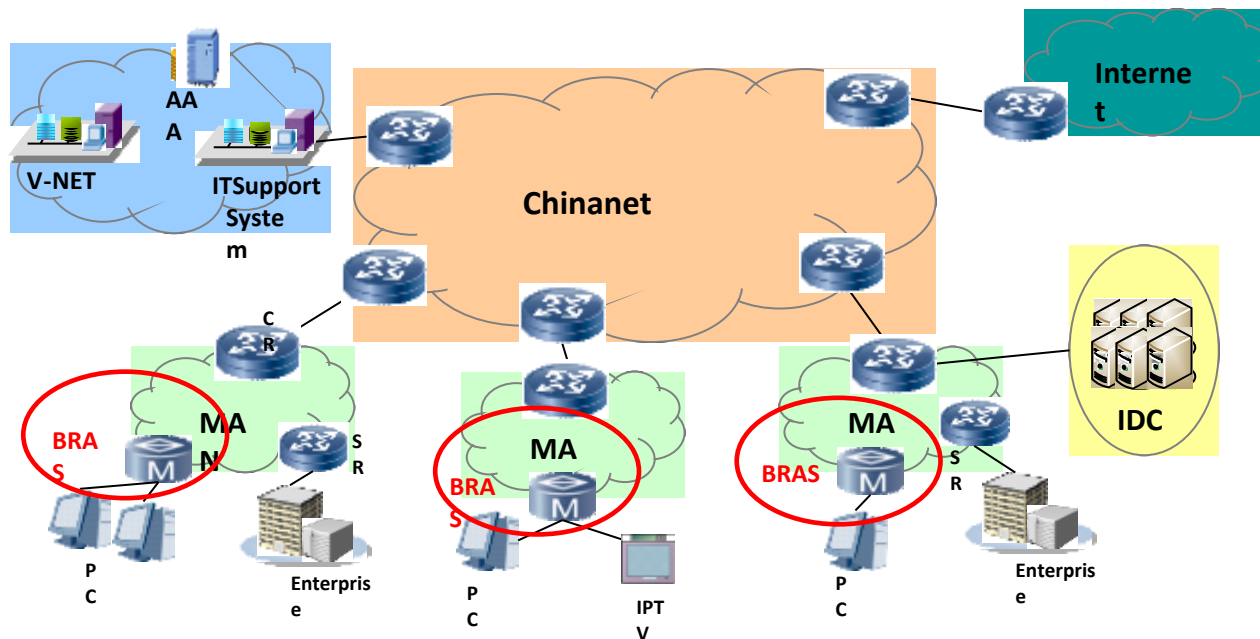 AA
A
V-NET
ITSupport
Syste
m
Chinanet
Interne
t
C
R
MA
N
BRA
S
M
S
R
P
C
Enterpris
e
MA
BRA
S
M
P
C
IPT
V
MA
BRAS
M
S
R
P
C
Enterpris
e
IDC